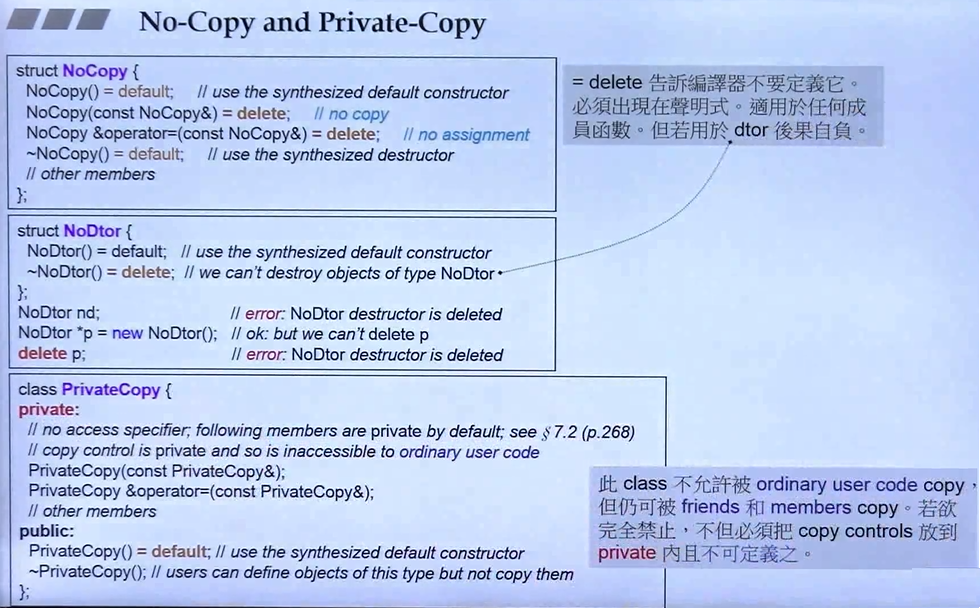 No-Copy and Private-Copy
struct NoCopy {
NoCopy() = default; // use the synthesized default constructor
NoCopy(const NoCopy&) = delete; // no copy
NoCopy &operator=(const NoCopy&) = delete; // no assignment
~NoCopy() = default; // use the synthesized destructor
// other members
};
= delete 告訴編譯器不要定義它。
必須出現在聲明式。適用於任何成
員函數。但若用於 dtor 後果自負。
struct NoDtor {
NoDtor() = default; // use the synthesized default constructor
~NoDtor() = delete; // we can't destroy objects of type NoDtor
};
NoDtor nd; // error: NoDtor destructor is deleted
NoDtor *p = new NoDtor(); // ok: but we can't delete p
delete p; // error: NoDtor destructor is deleted
class PrivateCopy {
private:
// no access specifier; following members are private by default; see §7.2 (p.268)
// copy control is private and so is inaccessible to ordinary user code
PrivateCopy(const PrivateCopy&);
PrivateCopy &operator=(const PrivateCopy&);
// other members
public:
PrivateCopy() = default; // use the synthesized default constructor
~PrivateCopy(); // users can define objects of this type but not copy them
};
此 class 不允許被 ordinary user code copy，
但仍可被 friends 和 members copy。若欲
完全禁止，不但必須把 copy controls 放到
private 內且不可定義之。